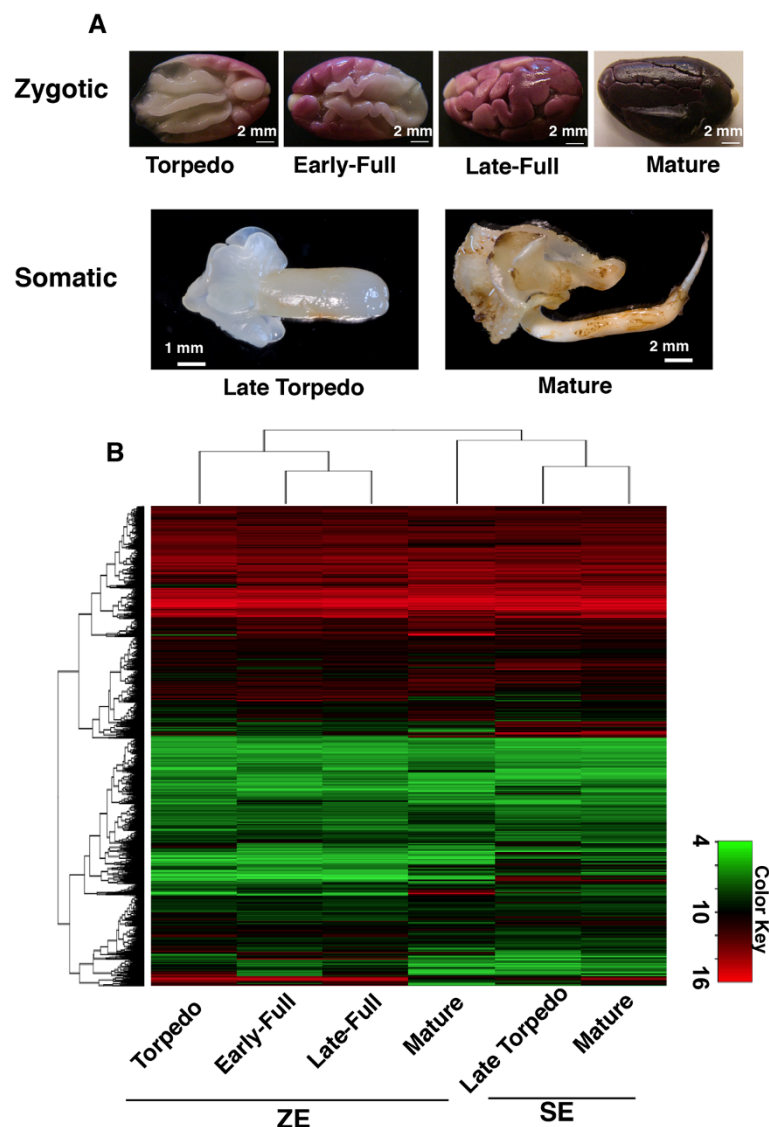 A
Zygotic
2 mm
2 mm
2 mm
2 mm
Torpedo
Early-Full
Late-Full
Mature
Somatic
1 mm
2 mm
Late Torpedo
Mature
B
4
10
16
Color Key
Torpedo
Early-Full
Late-Full
Mature
Late Torpedo
Mature
ZE
SE